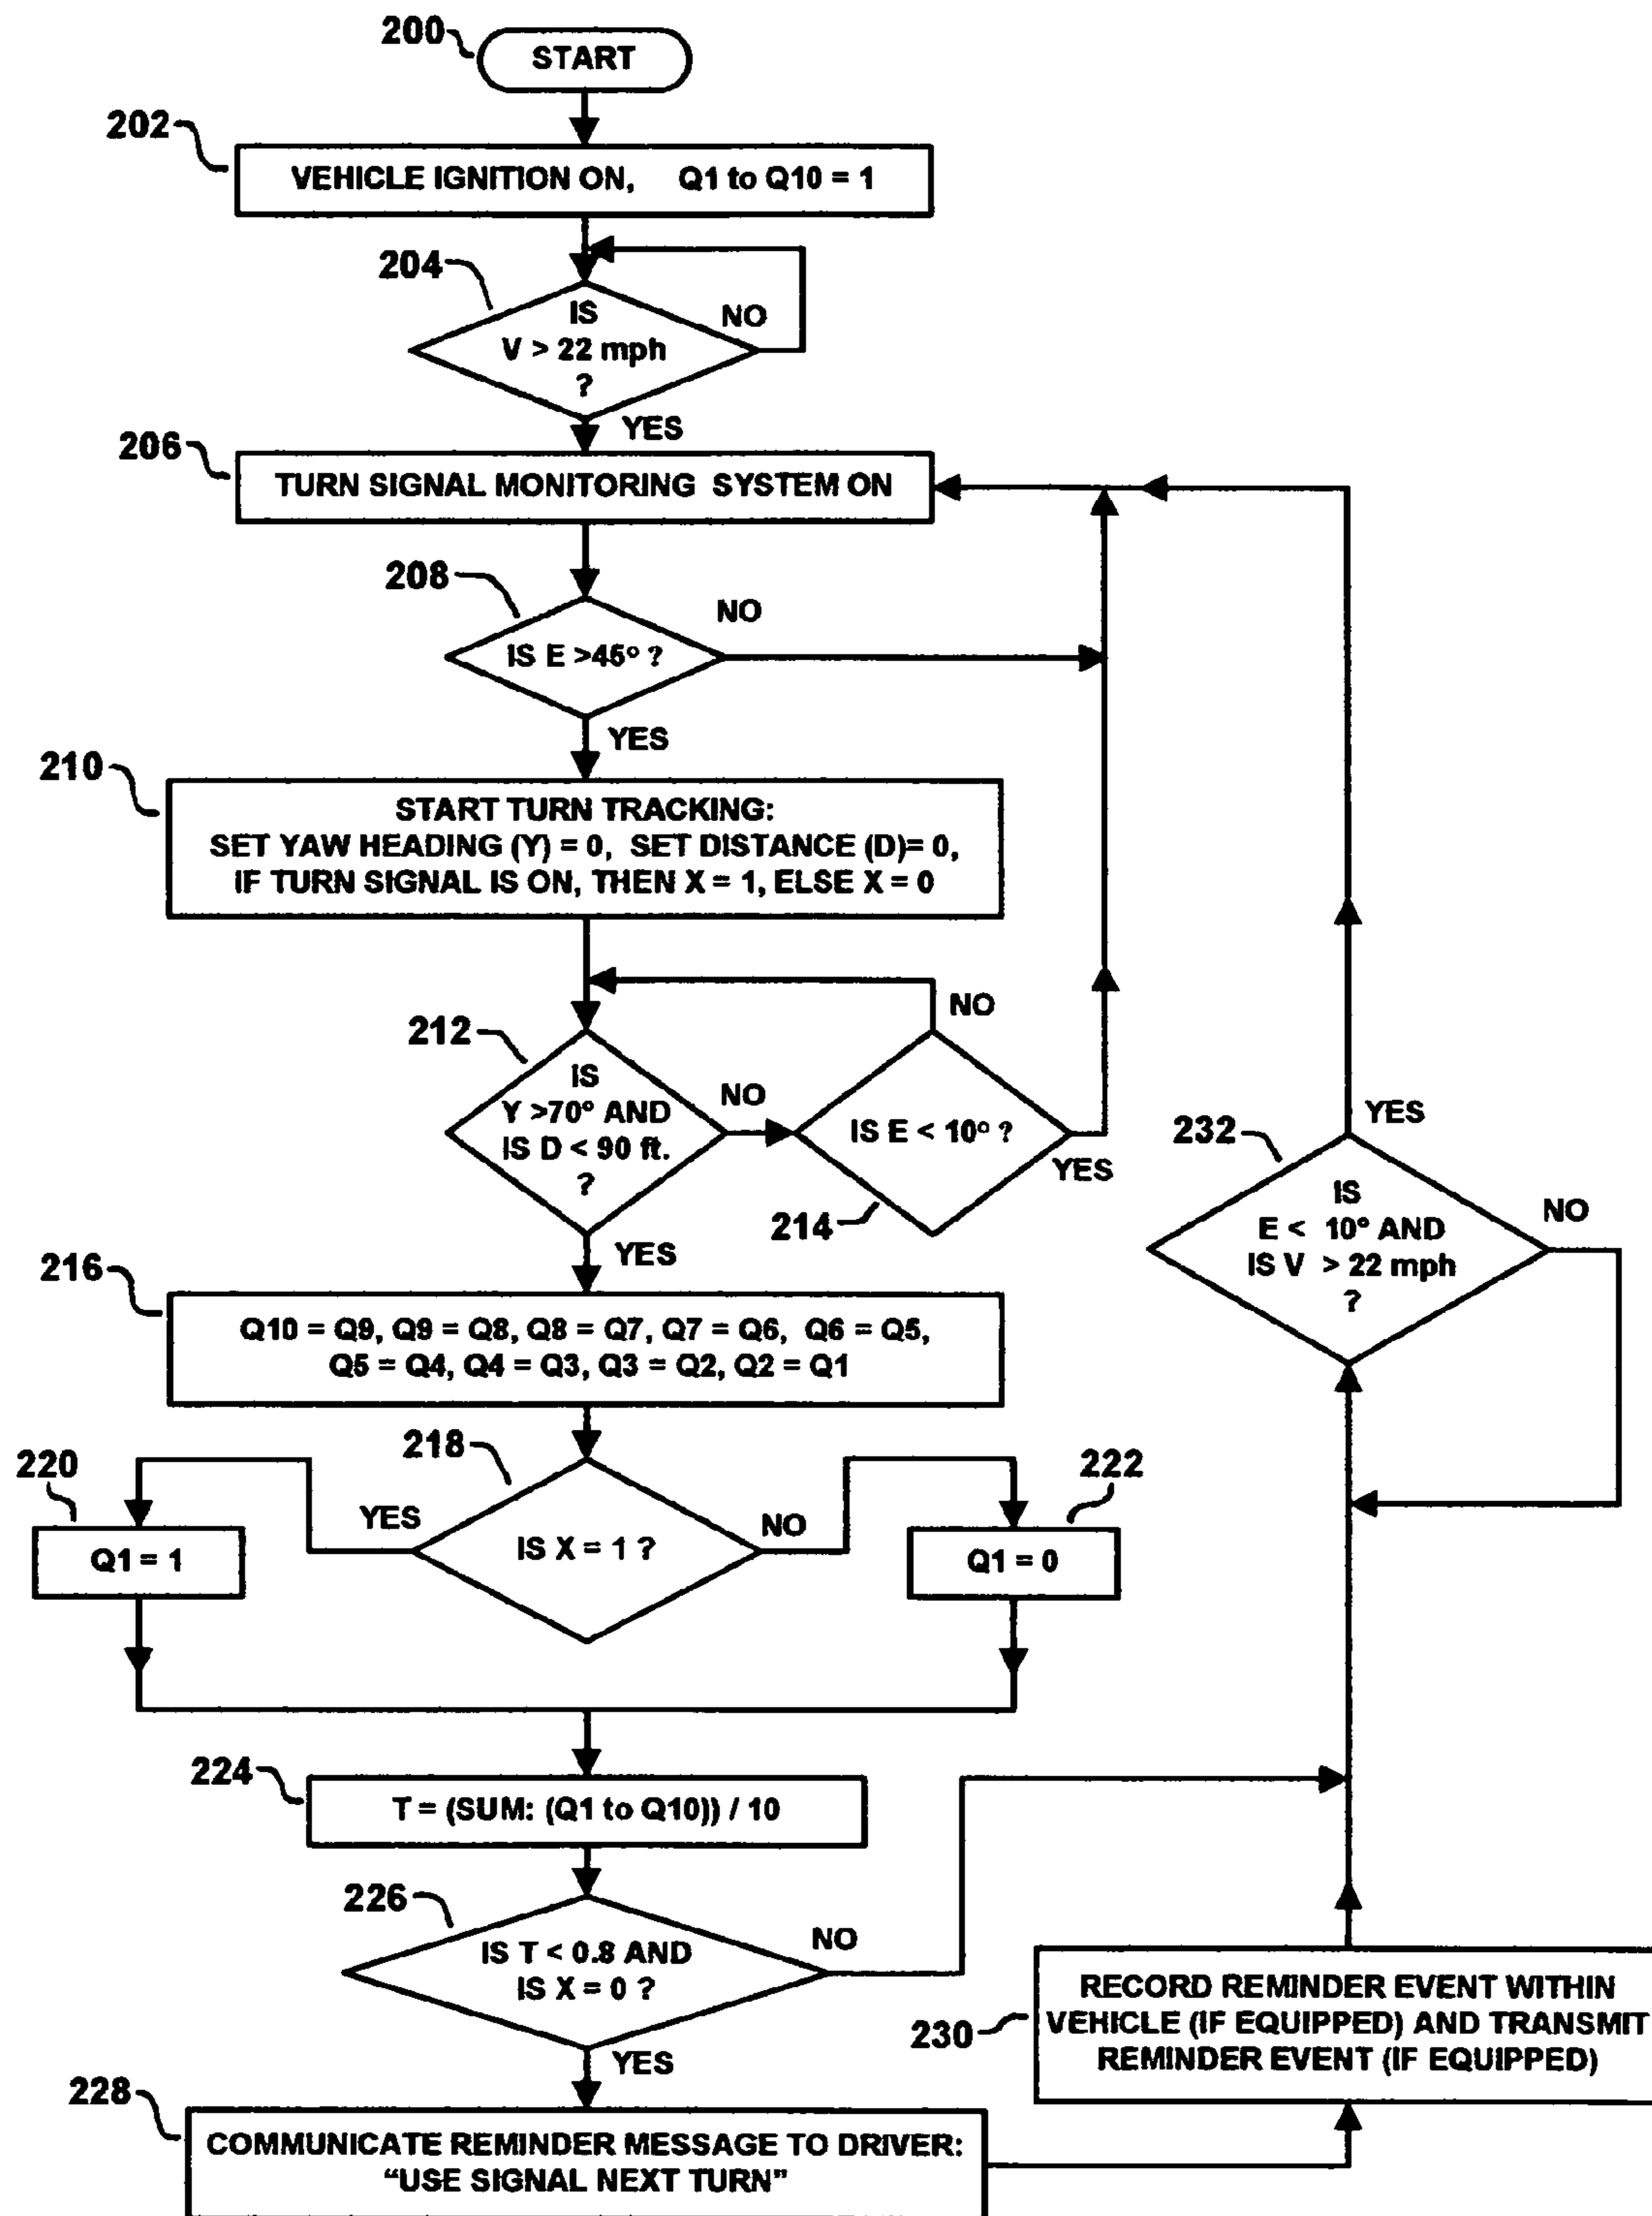 200
START
202
VEHICLE IGNITION ON, Q1 to Q10 = 1
204
IS
V > 22 mph
?
NO
YES
206
TURN SIGNAL MONITORING SYSTEM ON
208
IS E >45° ?
NO
YES
210
START TURN TRACKING:
SET YAW HEADING (Y) = 0, SET DISTANCE (D)= 0,
IF TURN SIGNAL IS ON, THEN X = 1, ELSE X = 0
212
IS
Y >70° AND
IS D < 90 ft.
?
NO
YES
214
IS E < 10° ?
NO
YES
216
Q10 = Q9, Q9 = Q8, Q8 = Q7, Q7 = Q6, Q6 = Q5,
Q5 = Q4, Q4 = Q3, Q3 = Q2, Q2 = Q1
218
IS X = 1 ?
YES
NO
220
Q1 = 1
222
Q1 = 0
224
T = (SUM: (Q1 to Q10)) / 10
226
IS T < 0.8 AND
IS X = 0 ?
NO
YES
228
COMMUNICATE REMINDER MESSAGE TO DRIVER:
“USE SIGNAL NEXT TURN”
230
RECORD REMINDER EVENT WITHIN
VEHICLE (IF EQUIPPED) AND TRANSMIT
REMINDER EVENT (IF EQUIPPED)
232
IS
E < 10° AND
IS V > 22 mph
?
YES
NO